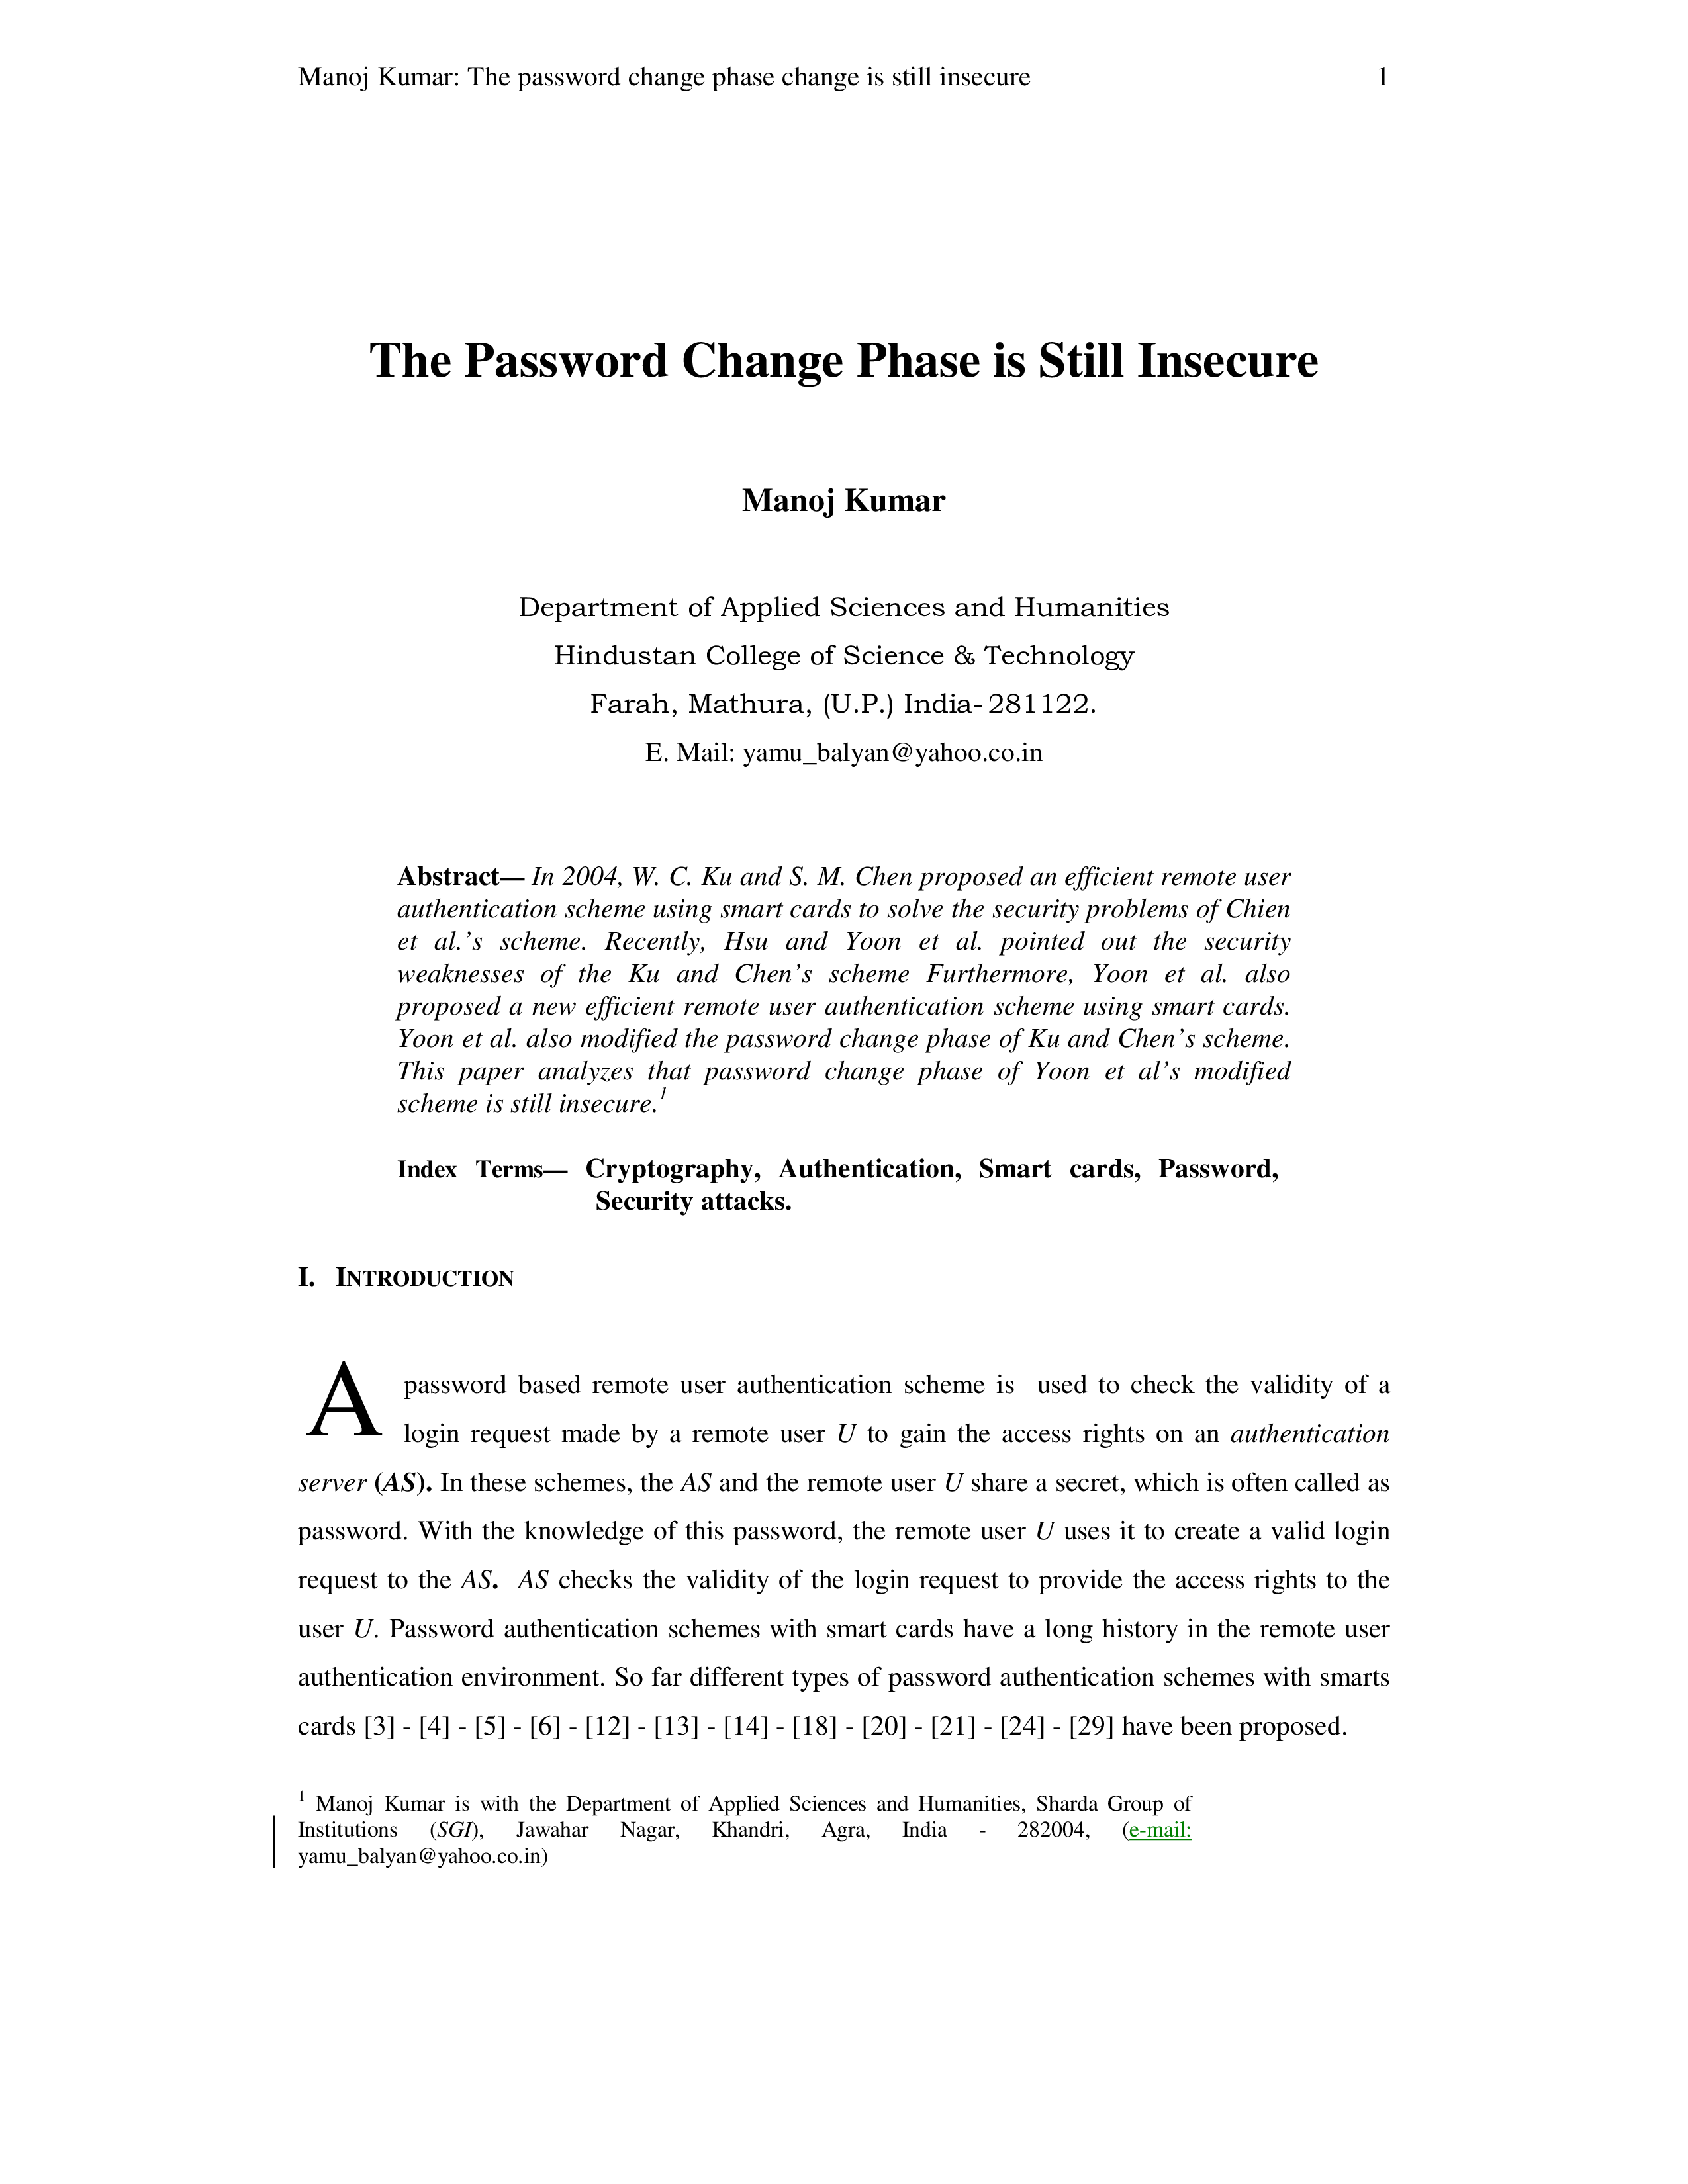 Manoj Kumar: The password change phase change is still insecure 1
The Password Change Phase is Still Insecure
Manoj Kumar
Department of Applied Sciences and Humanities
Hindustan College of Science & Technology
Farah, Mathura, (U.P.) India- 281122.
E. Mail: yamu_balyan@yahoo.co.in
Abstract— In 2004, W. C. Ku and S. M. Chen proposed an efficient remote user
authentication scheme using smart cards to solve the security problems of Chien
et al.’s scheme. Recently, Hsu and Yoon et al. pointed out the security
weaknesses of the Ku and Chen’s scheme Furthermore, Yoon et al. also
proposed a new efficient remote user authentication scheme using smart cards.
Yoon et al. also modified the password change phase of Ku and Chen’s scheme.
This paper analyzes that password change phase of Yoon et al’s modified
scheme is still insecure.1
Index Terms— Cryptography, Authentication, Smart cards, Password,
Security attacks.
I. INTRODUCTION
A password based remote user authentication scheme is used to check the validity of a
login request made by a remote user U to gain the access rights on an authentication
server (AS). In these schemes, the AS and the remote user U share a secret, which is often called as
password. With the knowledge of this password, the remote user U uses it to create a valid login
request to the AS. AS checks the validity of the login request to provide the access rights to the
user U. Password authentication schemes with smart cards have a long history in the remote user
authentication environment. So far different types of password authentication schemes with smarts
cards [3] - [4] - [5] - [6] - [12] - [13] - [14] - [18] - [20] - [21] - [24] - [29] have been proposed.
1 Manoj Kumar is with the Department of Applied Sciences and Humanities, Sharda Group of
Institutions (SGI), Jawahar Nagar, Khandri, Agra, India - 282004, (e-mail:
yamu_balyan@yahoo.co.in)